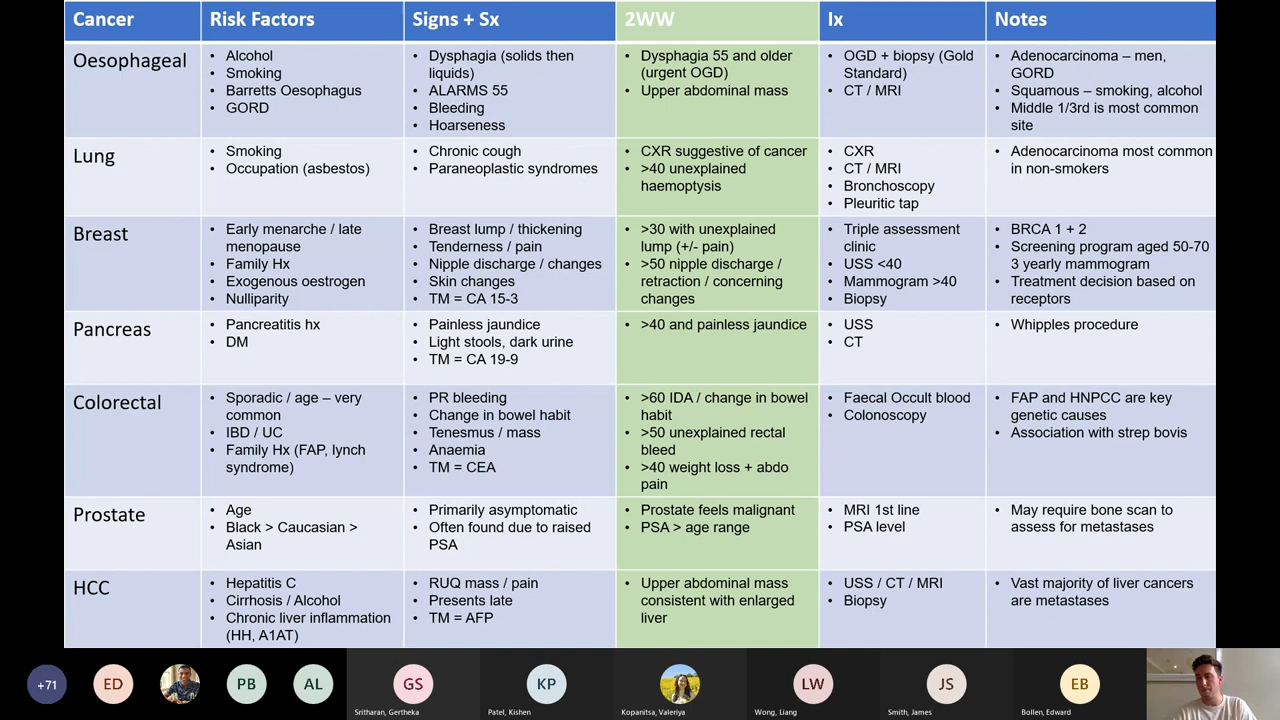 Cancer
Risk Factors
Signs + Sx
2WW
Ix
Notes
Oesophageal
• Alcohol
• Smoking
• Barretts Oesophagus
• GORD
• Dysphagia (solids then
liquids)
• ALARMS 55
• Bleeding
• Hoarseness
• Dysphagia 55 and older
(urgent OGD)
• Upper abdominal mass
• OGD + biopsy (Gold
Standard)
• CT / MRI
• Adenocarcinoma – men,
GORD
• Squamous – smoking, alcohol
• Middle 1/3rd is most common
site
Lung
• Smoking
• Occupation (asbestos)
• Chronic cough
• Paraneoplastic syndromes
• CXR suggestive of cancer
• >40 unexplained
haemoptysis
• CXR
• CT / MRI
• Bronchoscopy
• Pleuritic tap
• Adenocarcinoma most common
in non-smokers
Breast
• Early menarche / late
menopause
• Family Hx
• Exogenous oestrogen
• Nulliparity
• Breast lump / thickening
• Tenderness / pain
• Nipple discharge / changes
• Skin changes
• TM = CA 15-3
• >30 with unexplained
lump (+/- pain)
• >50 nipple discharge /
retraction / concerning
changes
• Triple assessment
clinic
• USS <40
• Mammogram >40
• Biopsy
• BRCA 1 + 2
• Screening program aged 50-70
3 yearly mammogram
• Treatment decision based on
receptors
Pancreas
• Pancreatitis hx
• DM
• Painless jaundice
• Light stools, dark urine
• TM = CA 19-9
• >40 and painless jaundice
• USS
• CT
• Whipples procedure
Colorectal
• Sporadic / age – very
common
• IBD / UC
• Family Hx (FAP, lynch
syndrome)
• PR bleeding
• Change in bowel habit
• Tenesmus / mass
• Anaemia
• TM = CEA
• >60 IDA / change in bowel
habit
• >50 unexplained rectal
bleed
• >40 weight loss + abdo
pain
• Faecal Occult blood
• Colonoscopy
• FAP and HNPCC are key
genetic causes
• Association with strep bovis
Prostate
• Age
• Black > Caucasian >
Asian
• Primarily asymptomatic
• Often found due to raised
PSA
• Prostate feels malignant
• PSA > age range
• MRI 1st line
• PSA level
• May require bone scan to
assess for metastases
HCC
• Hepatitis C
• Cirrhosis / Alcohol
• Chronic liver inflammation
(HH, A1AT)
• RUQ mass / pain
• Presents late
• TM = AFP
• Upper abdominal mass
consistent with enlarged
liver
• USS / CT / MRI
• Biopsy
• Vast majority of liver cancers
are metastases
+71
ED
PB
AL
GS
Sritharan, Gertheka
KP
Patel, Kishen
Kopanitsa, Valeriya
LW
Wong, Liang
JS
Smith, James
EB
Bollen, Edward